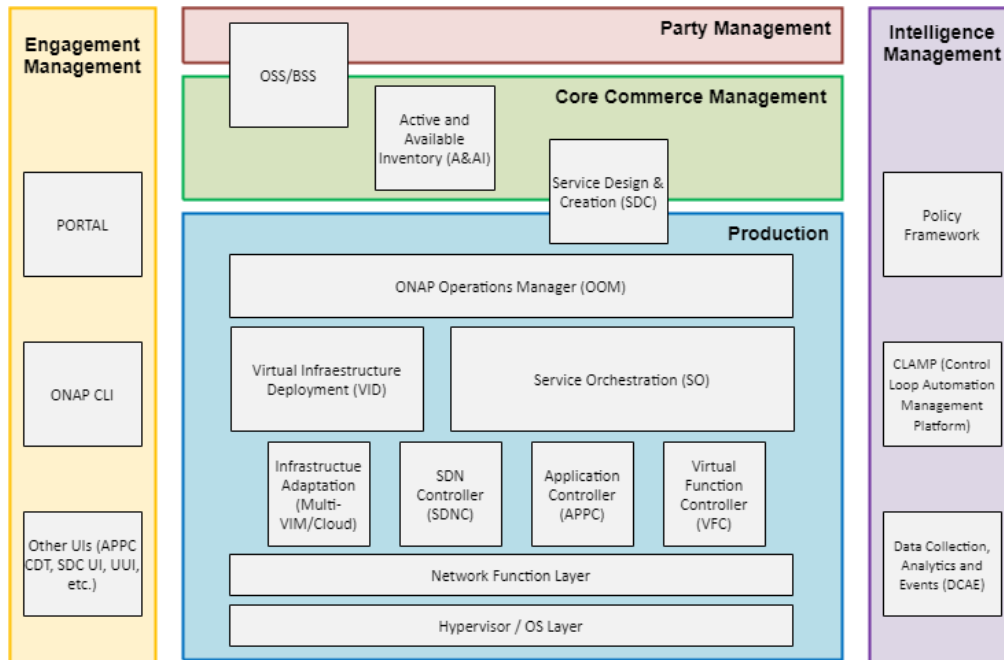 Engagement
Management
PORTAL
ONAP CLI
Other UIs (APPC
CDT, SDC UI, UUI,
etc.)
Party Management
OSS/BSS
Core Commerce Management
Active and
Available
Inventory (A&AI)
Service Design &
Creation (SDC)
Production
ONAP Operations Manager (OOM)
Virtual Infraestructure
Deployment (VID)
Service Orchestration (SO)
Infrastructue
Adaptation
(Multi-
VIM/Cloud)
SDN
Controller
(SDNC)
Application
Controller
(APPC)
Virtual
Function
Controller
(VFC)
Network Function Layer
Hypervisor / OS Layer
Intelligence
Management
Policy
Framework
CLAMP (Control
Loop Automation
Management
Platform)
Data Collection,
Analytics and
Events (DCAE)